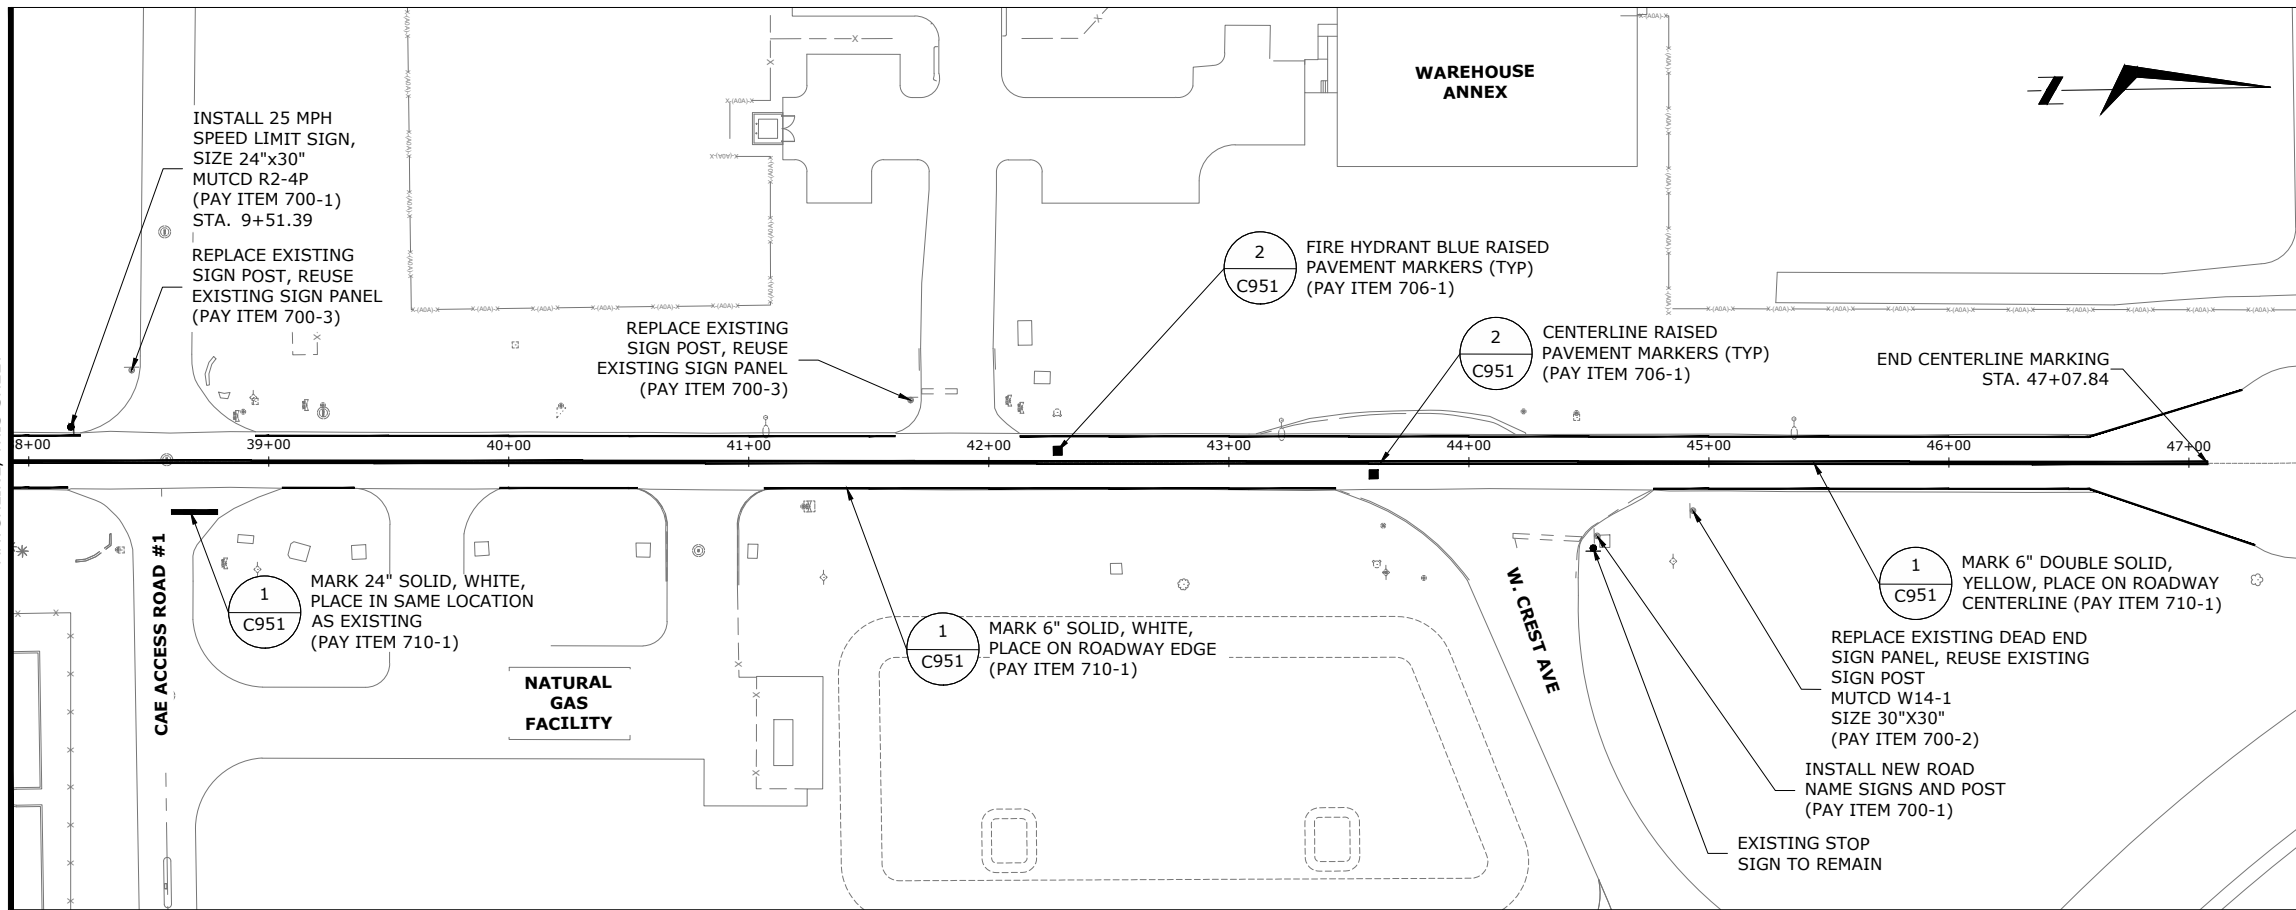 WAREHOUSE
ANNEX
INSTALL 25 MPH
SPEED LIMIT SIGN,
SIZE 24"x30"
MUTCD R2-4P
(PAY ITEM 700-1)
STA. 9+51.39
REPLACE EXISTING
SIGN POST, REUSE
EXISTING SIGN PANEL
(PAY ITEM 700-3)
REPLACE EXISTING
SIGN POST, REUSE
EXISTING SIGN PANEL
(PAY ITEM 700-3)
2
C951
FIRE HYDRANT BLUE RAISED
PAVEMENT MARKERS (TYP)
(PAY ITEM 706-1)
2
C951
CENTERLINE RAISED
PAVEMENT MARKERS (TYP)
(PAY ITEM 706-1)
END CENTERLINE MARKING
STA. 47+07.84
8+00 39+00 40+00 41+00 42+00 43+00 44+00 45+00 46+00 47+00
CAE ACCESS ROAD #1
1
C951
MARK 24" SOLID, WHITE,
PLACE IN SAME LOCATION
AS EXISTING
(PAY ITEM 710-1)
NATURAL
GAS
FACILITY
1
C951
MARK 6" SOLID, WHITE,
PLACE ON ROADWAY EDGE
(PAY ITEM 710-1)
W. CREST AVE
1
C951
MARK 6" DOUBLE SOLID,
YELLOW, PLACE ON ROADWAY
CENTERLINE (PAY ITEM 710-1)
REPLACE EXISTING DEAD END
SIGN PANEL, REUSE EXISTING
SIGN POST
MUTCD W14-1
SIZE 30"X30"
(PAY ITEM 700-2)
INSTALL NEW ROAD
NAME SIGNS AND POST
(PAY ITEM 700-1)
EXISTING STOP
SIGN TO REMAIN